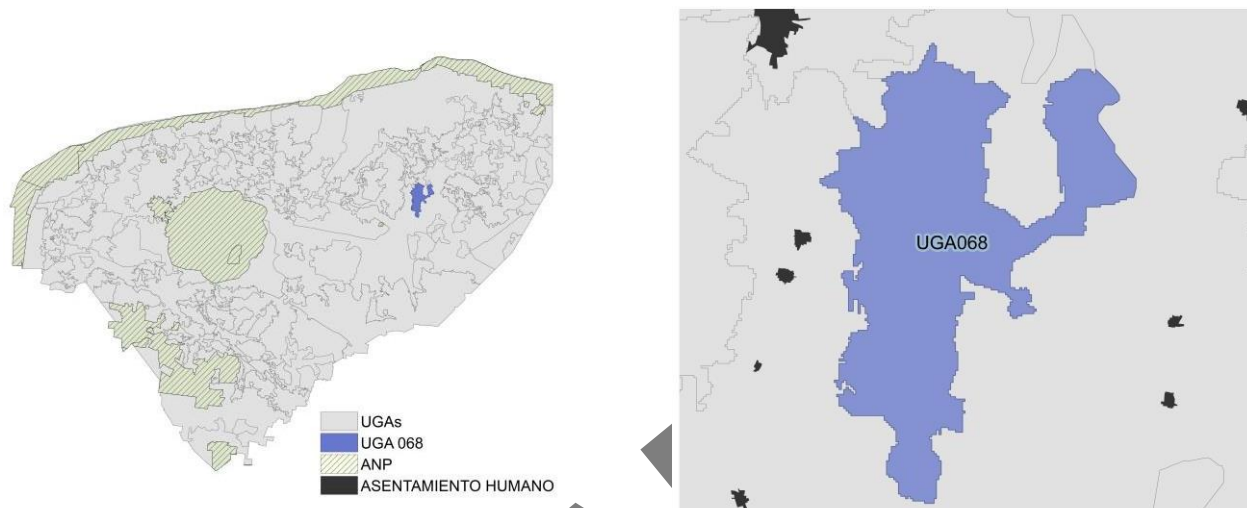 UGAs
UGA 068
ANP
ASENTAMIENTO HUMANO
UGA068